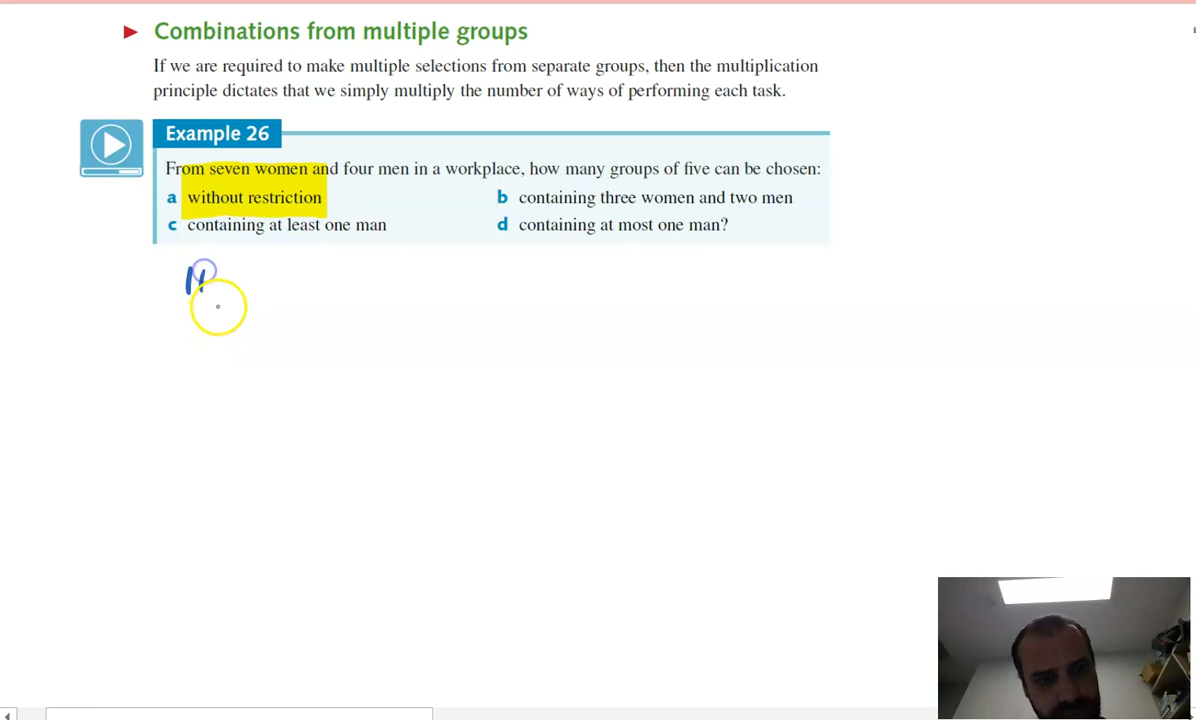 Combinations from multiple groups
If we are required to make multiple selections from separate groups, then the multiplication
principle dictates that we simply multiply the number of ways of performing each task.
Example 26
From seven women and four men in a workplace, how many groups of five can be chosen:
a without restriction b containing three women and two men
c containing at least one man d containing at most one man?